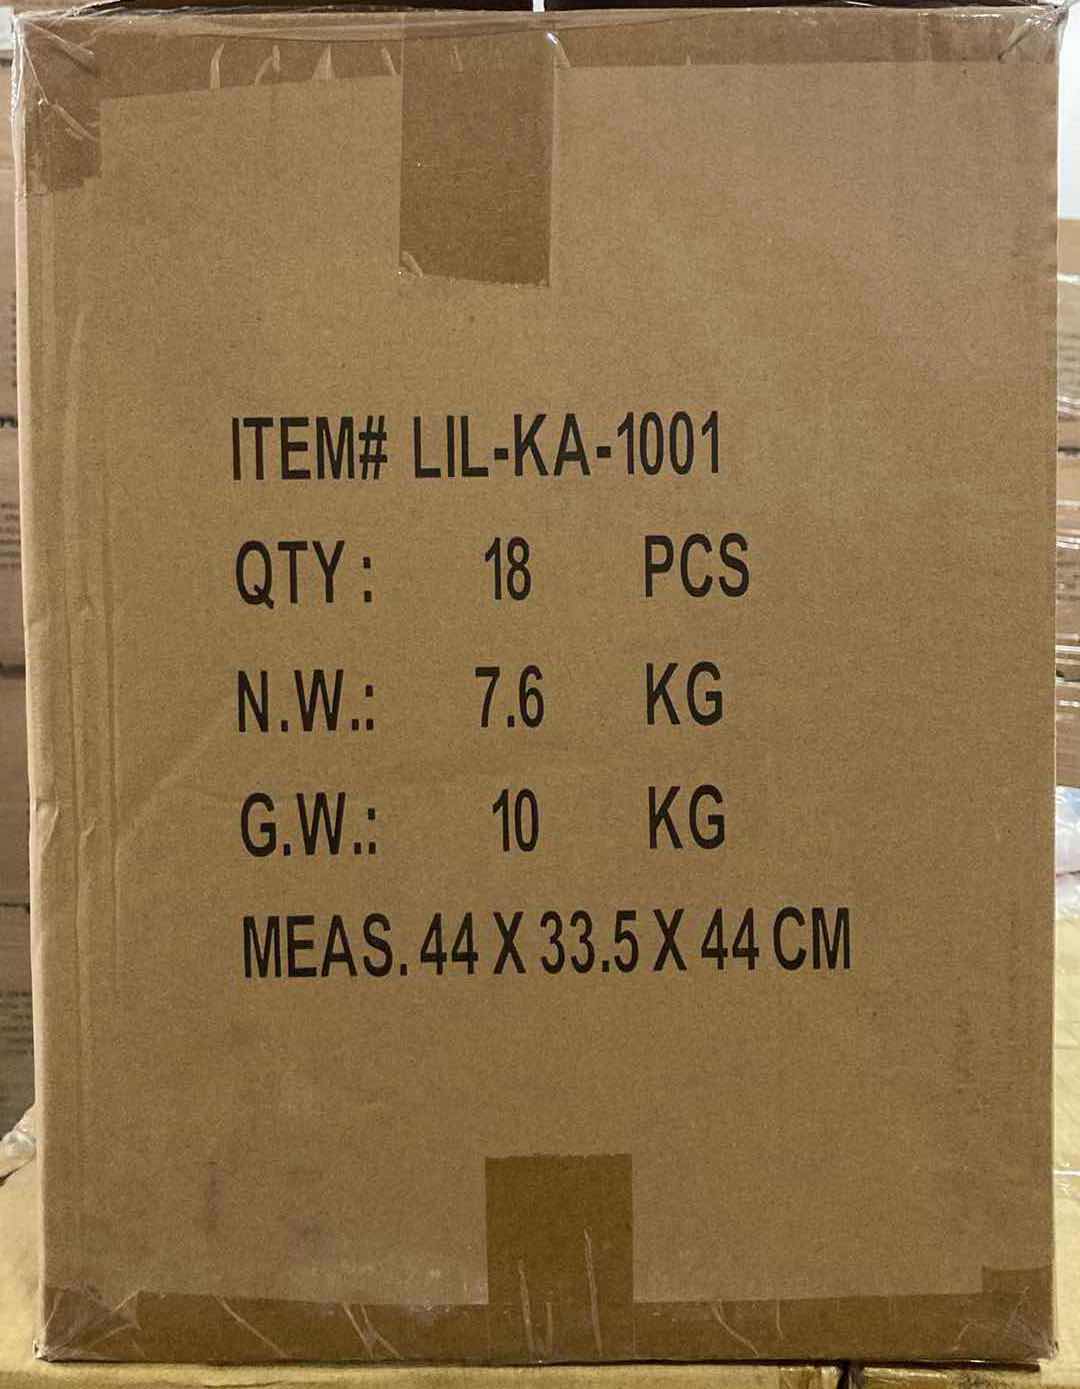 ITEM# LIL-KA-1001
QTY : 18 PCS
N.W.: 7.6 KG
G.W.: 10 KG
MEAS. 44 X 33.5 X 44 CM